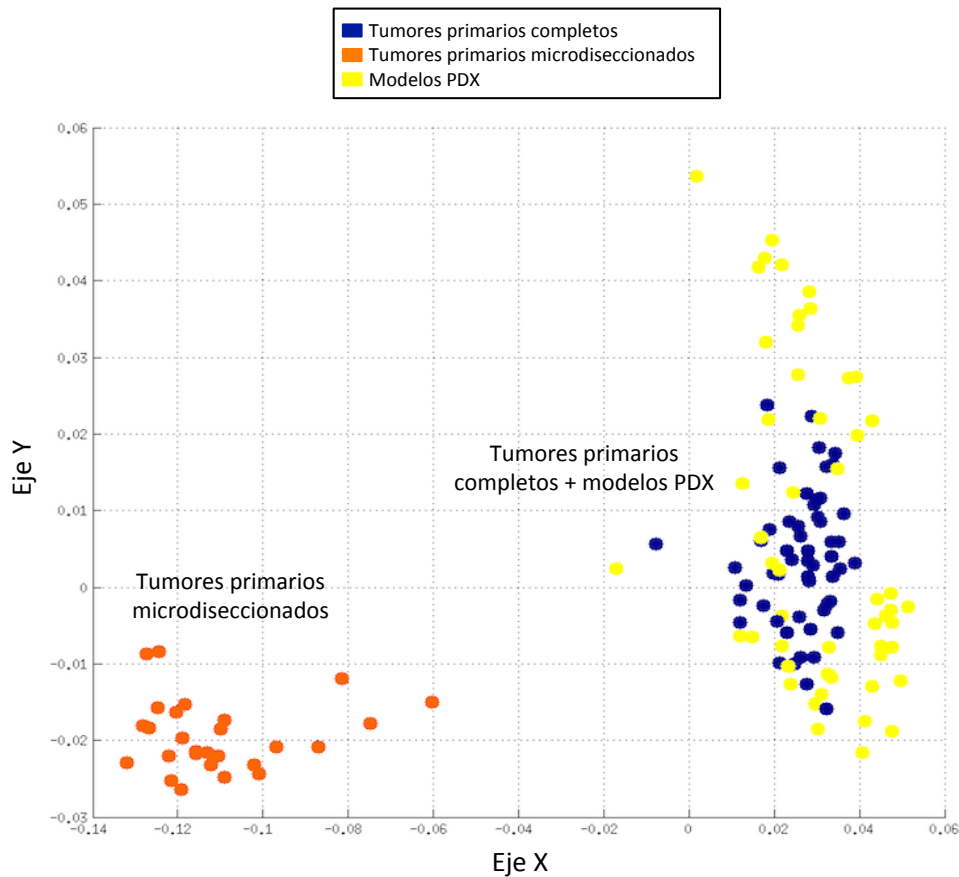 Tumores primarios completos
Tumores primarios microdiseccionados
Modelos PDX
0.06
0.05
0.04
0.03
0.02
0.01
0
-0.01
-0.02
-0.03
Eje Y
Tumores primarios
completos + modelos PDX
Tumores primarios
microdiseccionados
-0.14
-0.12
-0.1
-0.08
-0.06
-0.04
-0.02
0
0.02
0.04
0.06
Eje X